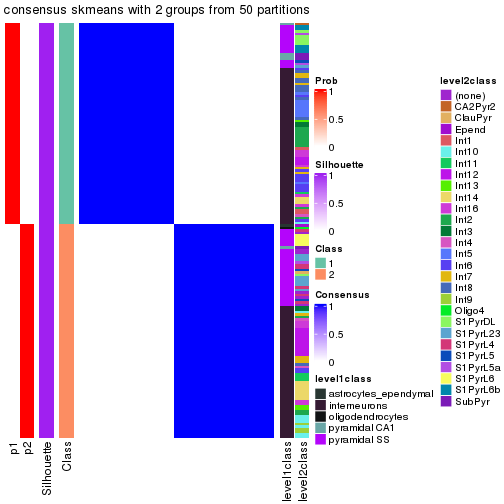 consensus skmeans with 2 groups from 50 partitions
p1
p2
Silhouette
Class
level1class
level2class
Prob
1
0.5
0
Silhouette
1
0.5
0
Class
1
2
Consensus
1
0.5
0
level1class
astrocytes_ependymal
interneurons
oligodendrocytes
pyramidal CA1
pyramidal SS
level2class
(none)
CA2Pyr2
ClauPyr
Epend
Int1
Int10
Int11
Int12
Int13
Int14
Int16
Int2
Int3
Int4
Int5
Int6
Int7
Int8
Int9
Oligo4
S1PyrDL
S1PyrL23
S1PyrL4
S1PyrL5
S1PyrL5a
S1PyrL6
S1PyrL6b
SubPyr